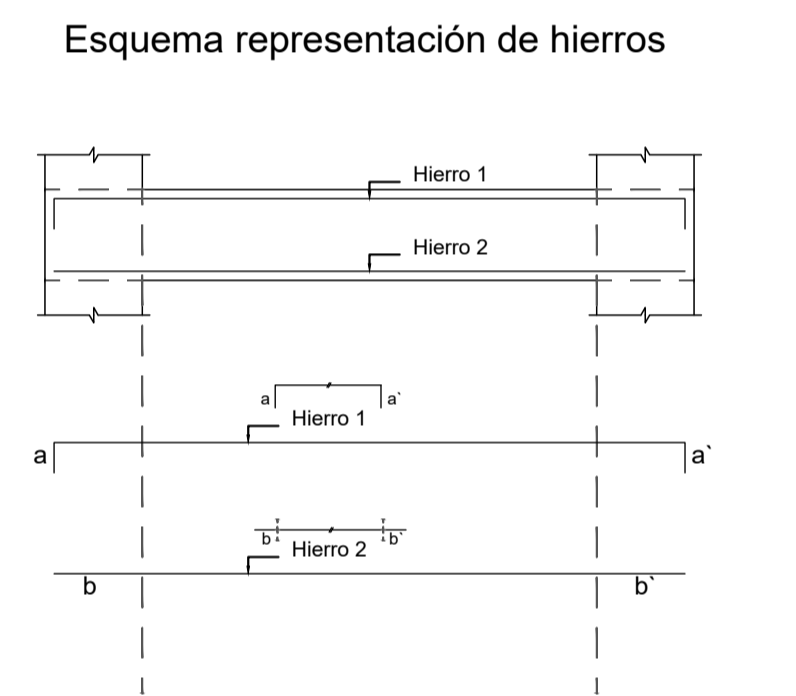 Esquema representación de hierros
Hierro 1
Hierro 2
a a`
Hierro 1
a a`
b b`
Hierro 2
b b`